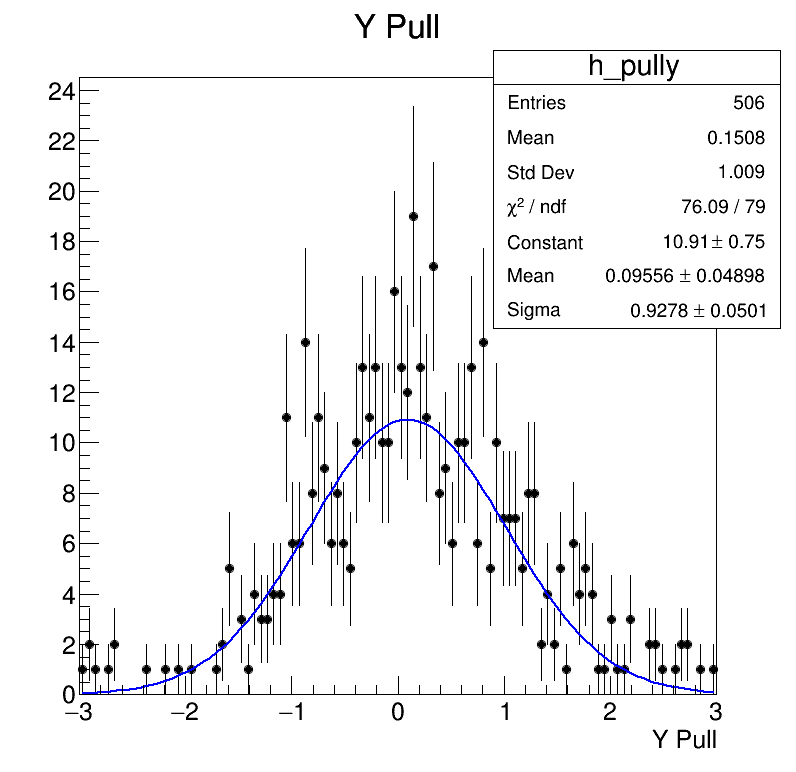 Y Pull
h_pully
Entries 506
Mean 0.1508
Std Dev 1.009
χ² / ndf 76.09 / 79
Constant 10.91 ± 0.75
Mean 0.09556 ± 0.04898
Sigma 0.9278 ± 0.0501
24
22
20
18
16
14
12
10
8
6
4
2
0
−3 −2 −1 0 1 2 3
Y Pull